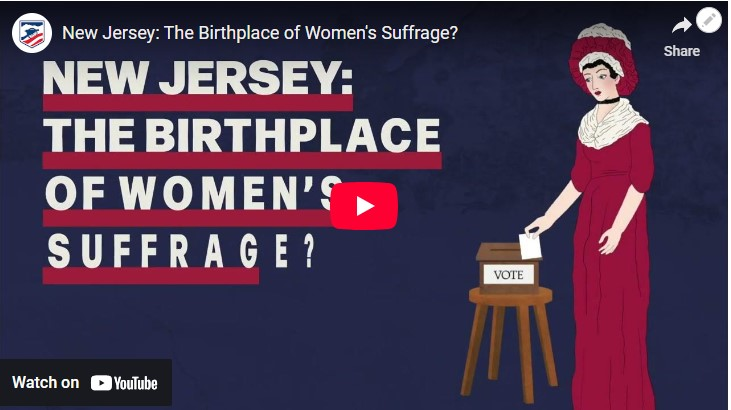 New Jersey: The Birthplace of Women's Suffrage?
Share
NEW JERSEY:
THE BIRTHPLACE
OF WOMEN'S
SUFFRAGE?
VOTE
Watch on YouTube